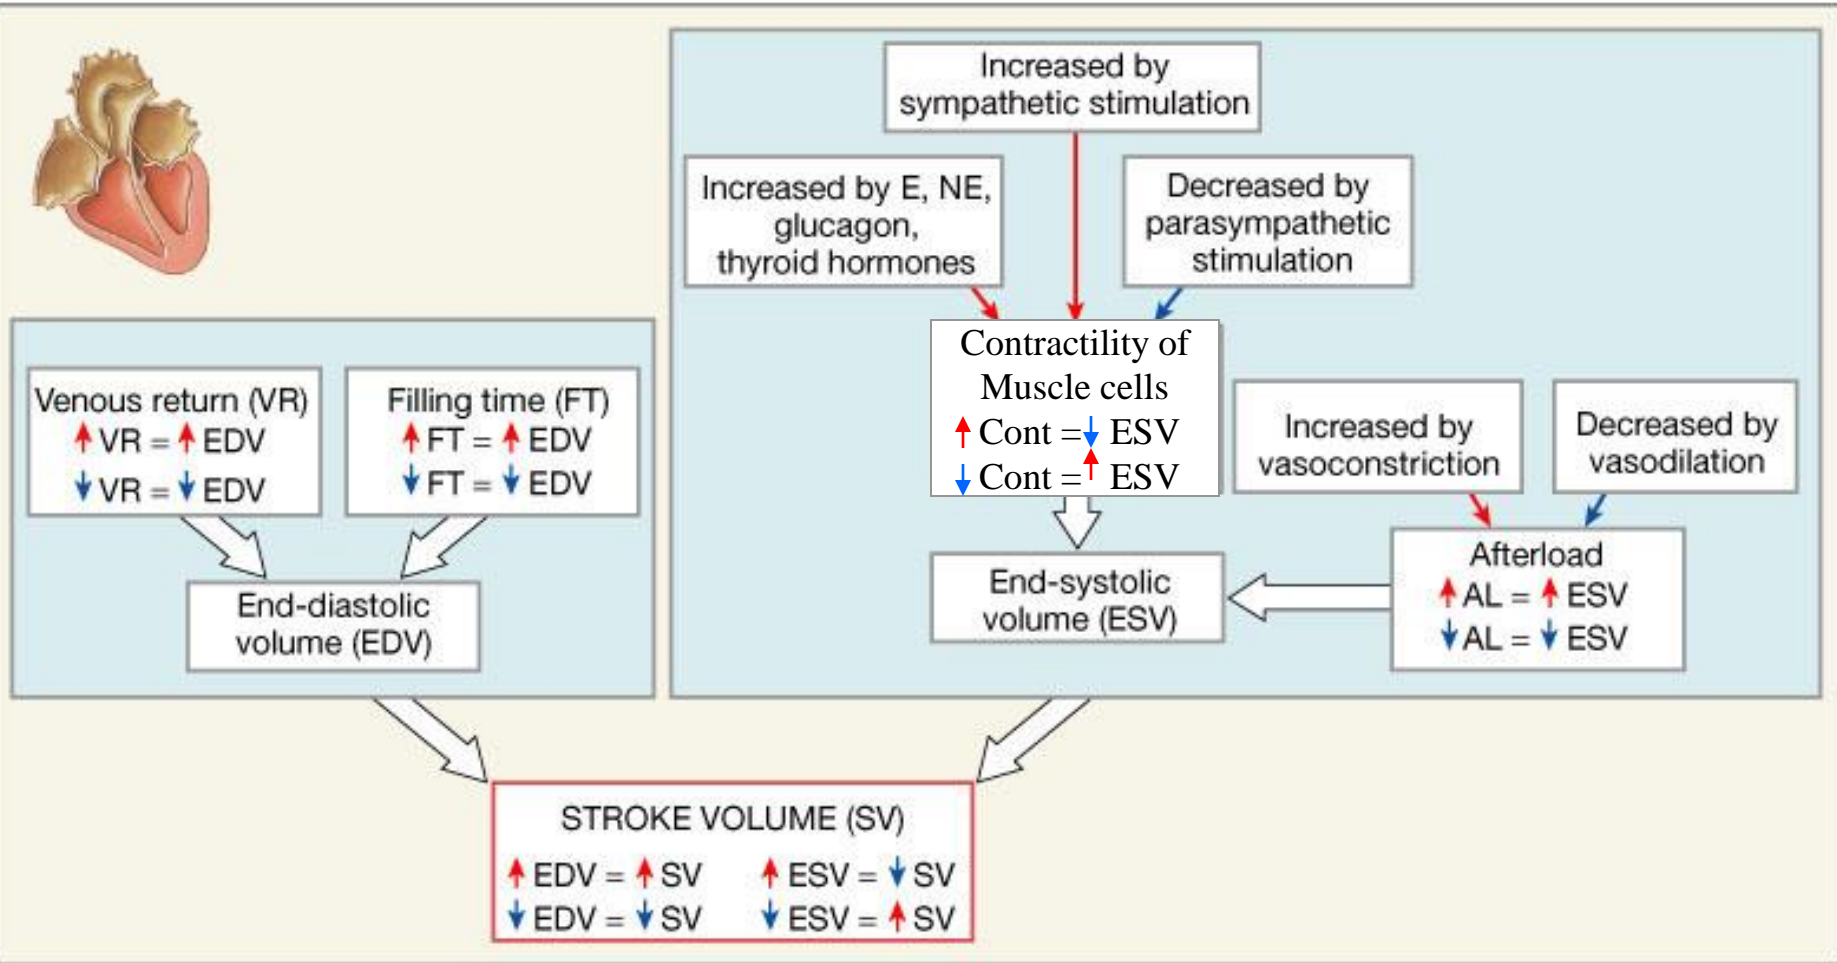 Increased by
sympathetic stimulation
Increased by E, NE,
glucagon,
thyroid hormones
Decreased by
parasympathetic
stimulation
Contractility of
Muscle cells
↑ Cont =↓ ESV
↓ Cont =↑ ESV
Venous return (VR)
↑ VR = ↑ EDV
↓ VR = ↓ EDV
Filling time (FT)
↑ FT = ↑ EDV
↓ FT = ↓ EDV
Increased by
vasoconstriction
Decreased by
vasodilation
End-diastolic
volume (EDV)
End-systolic
volume (ESV)
Afterload
↑ AL = ↑ ESV
↓ AL = ↓ ESV
STROKE VOLUME (SV)
↑ EDV = ↑ SV ↑ ESV = ↓ SV
↓ EDV = ↓ SV ↓ ESV = ↑ SV